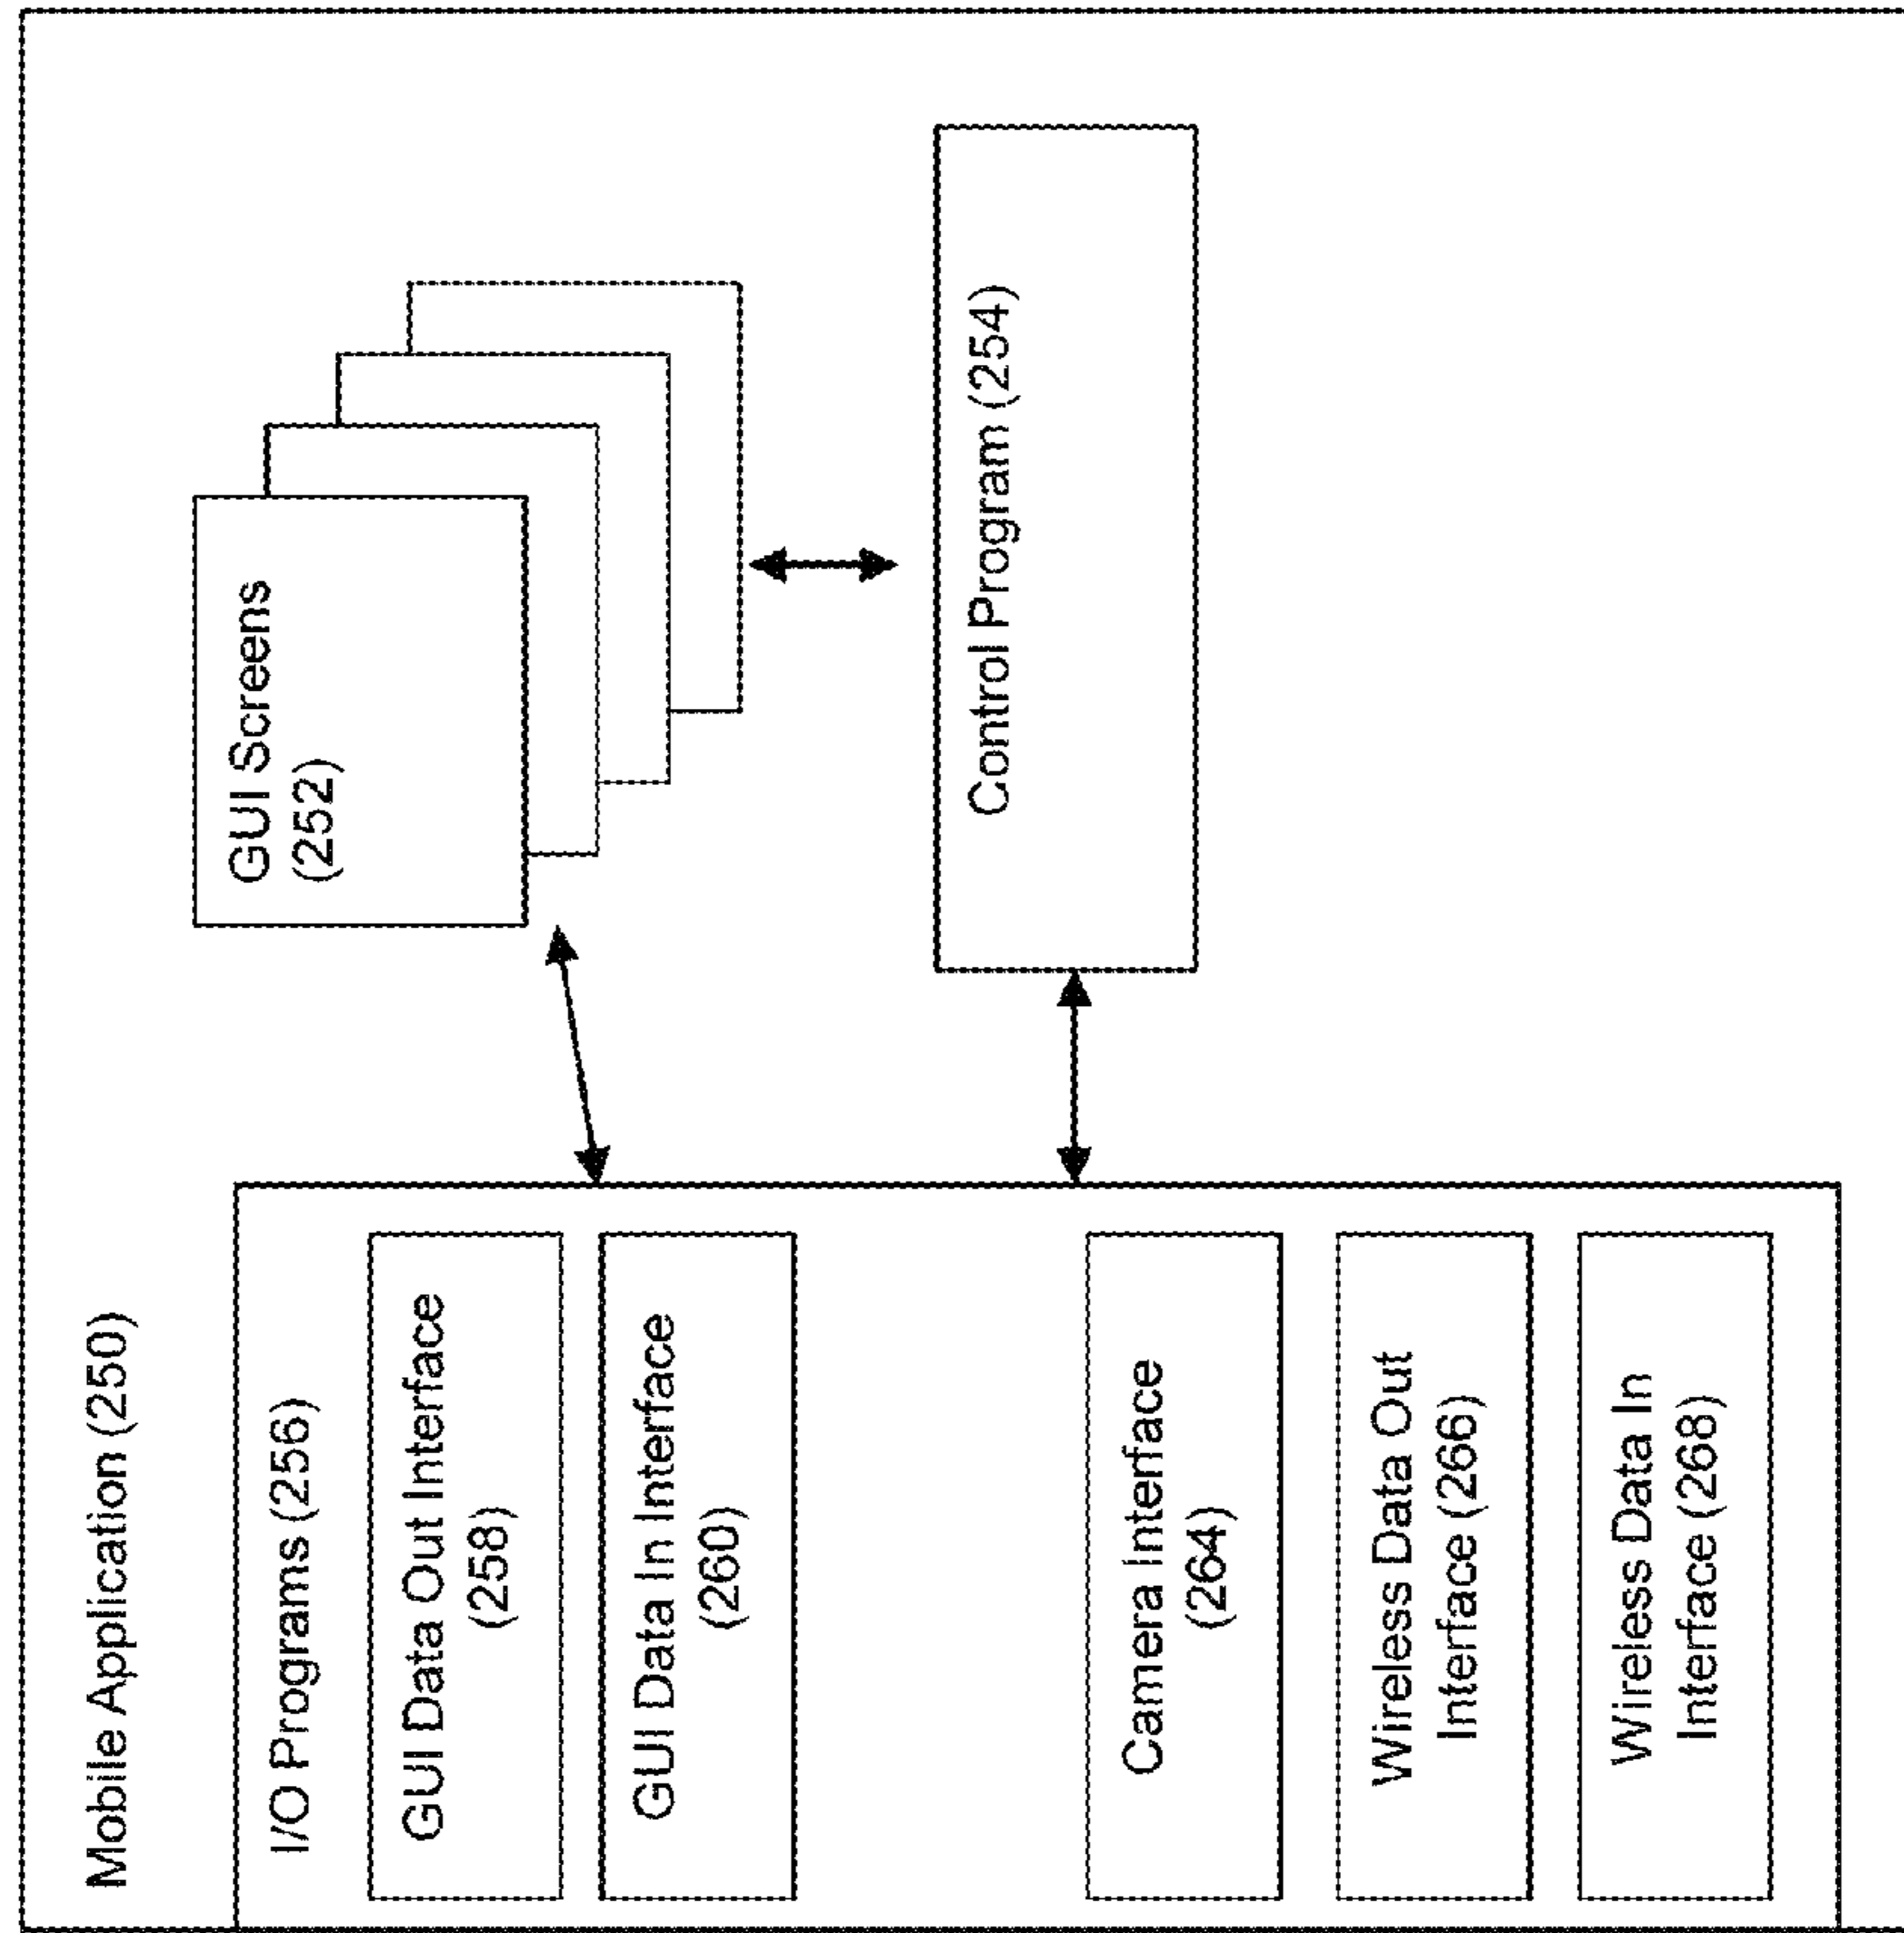 Mobile Application (250)
I/O Programs (256)
GUI Data Out Interface
(258)
GUI Data In Interface
(260)
Camera Interface
(264)
Wireless Data Out
Interface (266)
Wireless Data In
Interface (268)
GUI Screens
(252)
Control Program (254)